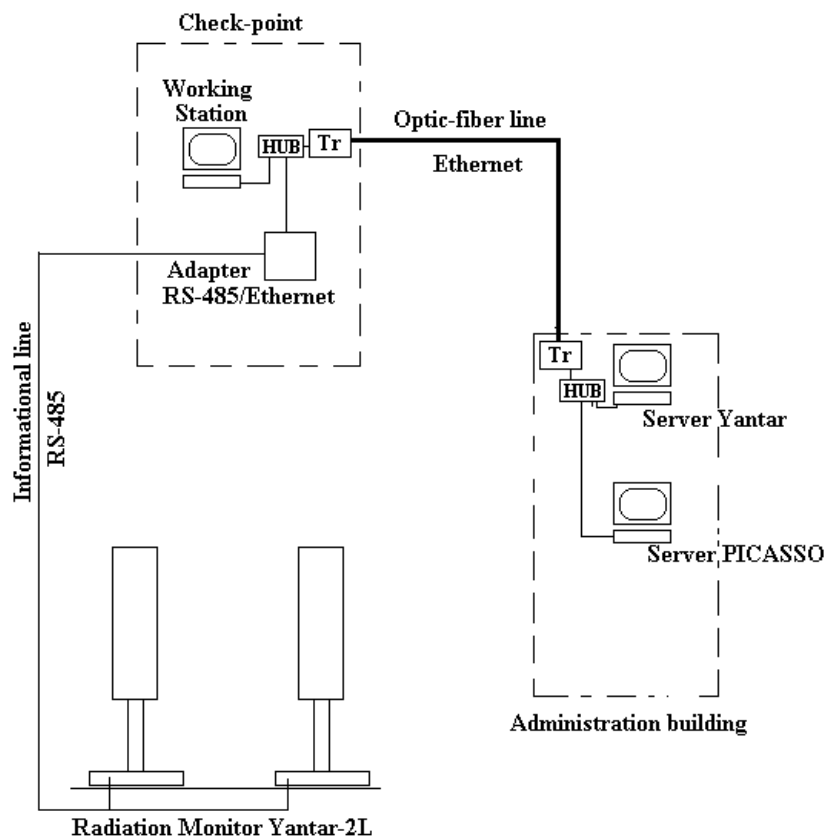 Check-point
Working
Station
HUB
Tr
Optic-fiber line
Ethernet
Adapter
RS-485/Ethernet
Informational line
RS-485
Tr
HUB
Server Yantar
Server PICASSO
Administration building
Radiation Monitor Yantar-2L